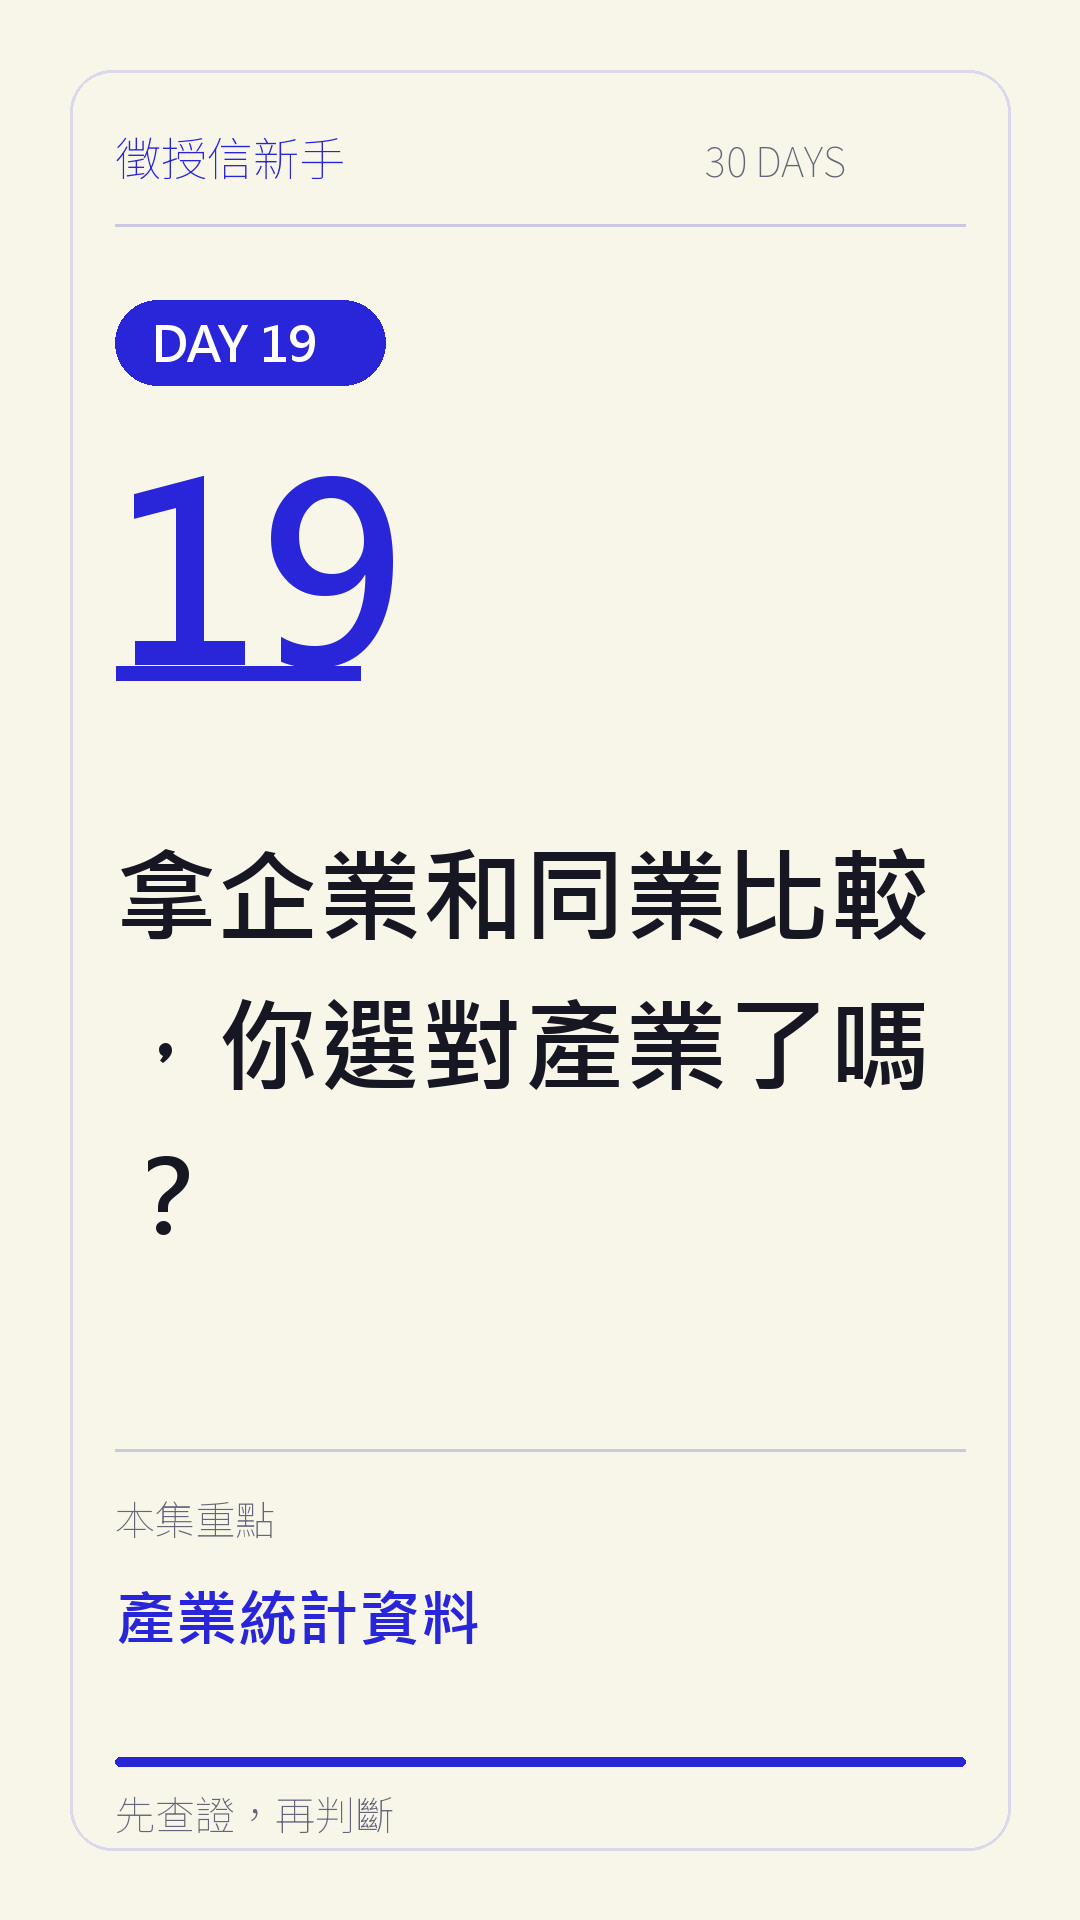 徵授信新手
30 DAYS
DAY 19
19
拿企業和同業比較
，你選對產業了嗎
？
本集重點
產業統計資料
先查證，再判斷